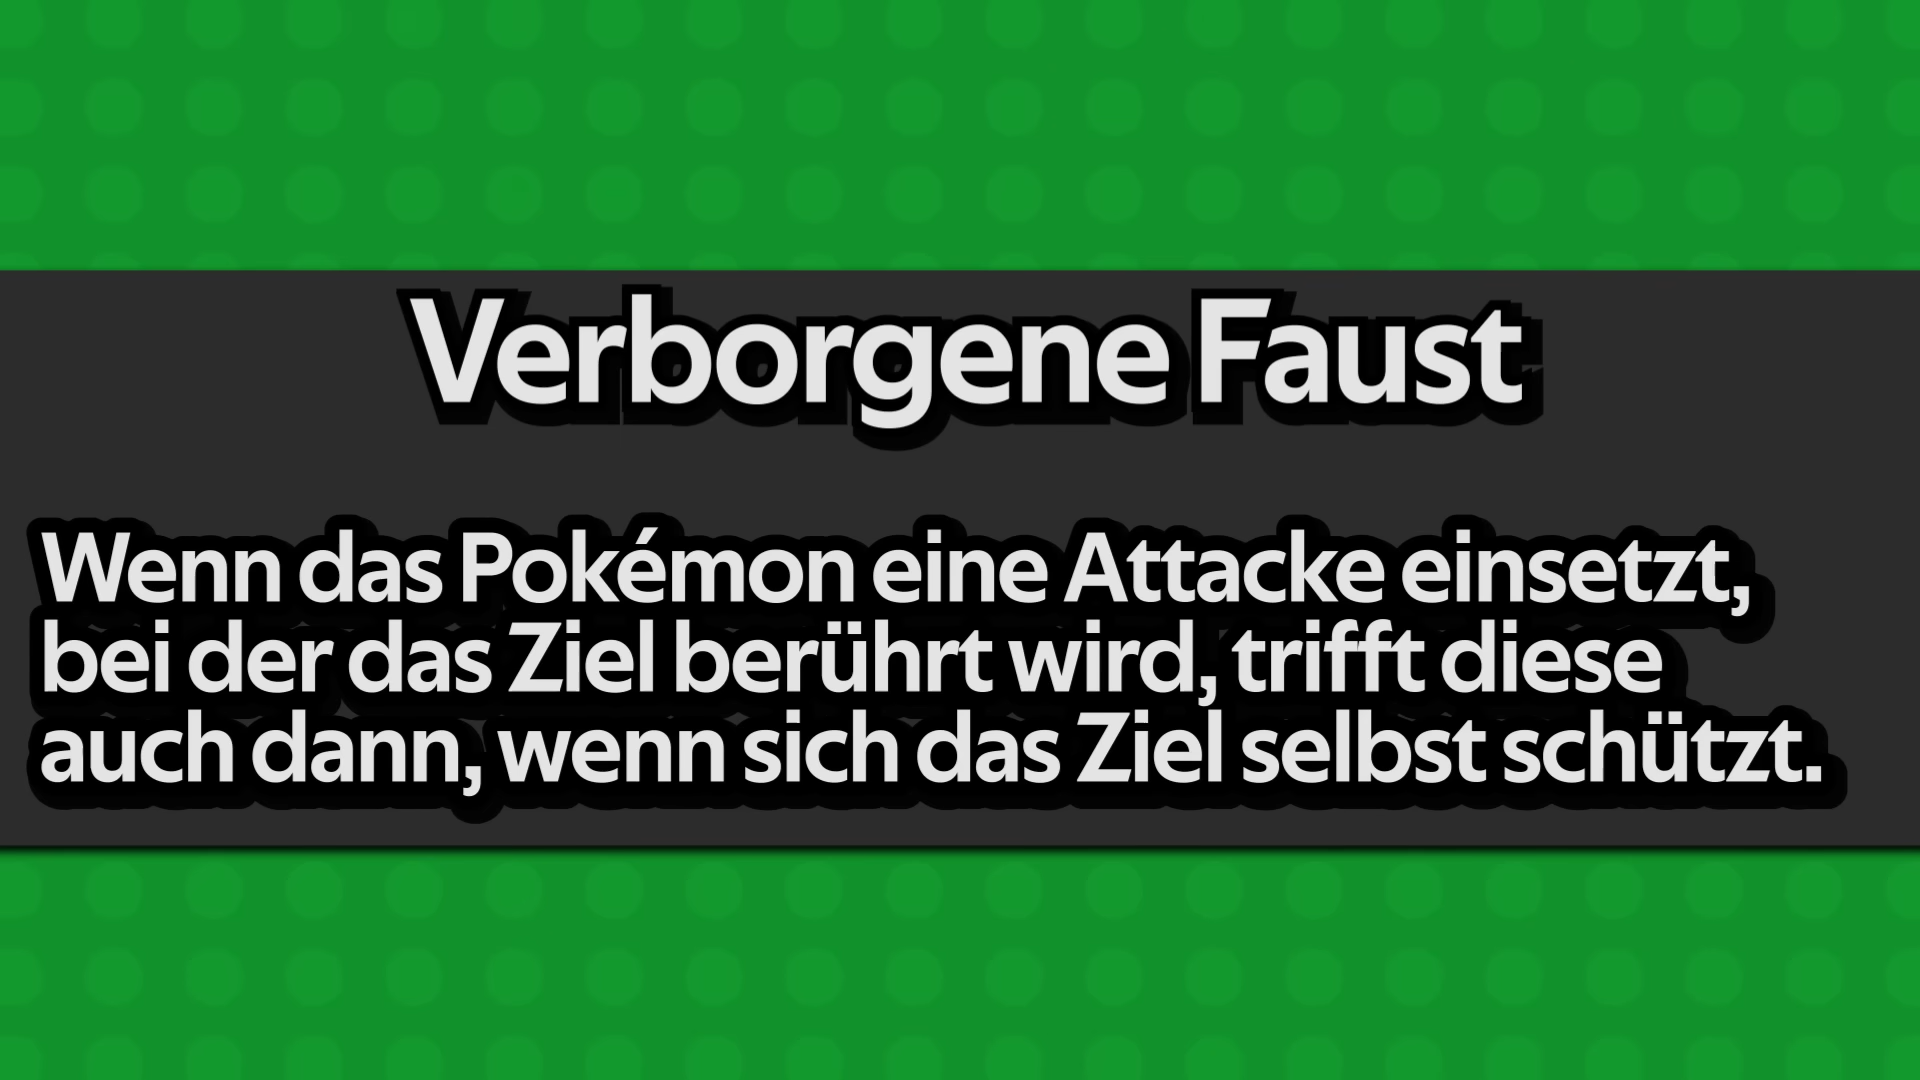 Verborgene Faust
Wenn das Pokémon eine Attacke einsetzt,
bei der das Ziel berührt wird, trifft diese
auch dann, wenn sich das Ziel selbst schützt.